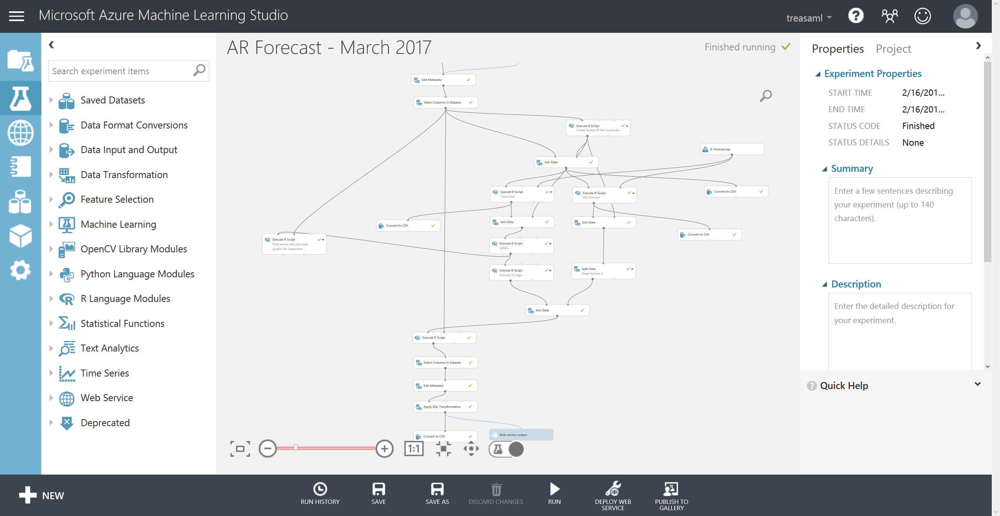 Microsoft Azure Machine Learning Studio
treasaml
AR Forecast - March 2017
Finished running
Search experiment items
Saved Datasets
Data Format Conversions
Data Input and Output
Data Transformation
Feature Selection
Machine Learning
OpenCV Library Modules
Python Language Modules
R Language Modules
Statistical Functions
Text Analytics
Time Series
Web Service
Deprecated
Edit Metadata
Select Columns in Dataset
Execute R Script
Create Group ID for currencies
R-Forecast.zip
Join Data
Execute R Script
Train/Test
Execute R Script
AR Forecast
Convert to CSV
Join Data
Join Data
Convert to CSV
Convert to CSV
Execute R Script
Print errors and plot data
graphs for inspection
Execute R Script
MAPE
Execute R Script
Choose TS Algo
Split Data
Keep horizon 2
Join Data
Execute R Script
Select Columns in Dataset
Edit Metadata
Apply SQL Transformation
Convert to CSV
Web service output
1:1
Properties
Project
Experiment Properties
START TIME 2/16/201...
END TIME 2/16/201...
STATUS CODE Finished
STATUS DETAILS None
Summary
Enter a few sentences describing
your experiment (up to 140
characters).
Description
Enter the detailed description for
your experiment.
Quick Help
NEW
RUN HISTORY
SAVE
SAVE AS
DISCARD CHANGES
RUN
DEPLOY WEB
SERVICE
PUBLISH TO
GALLERY